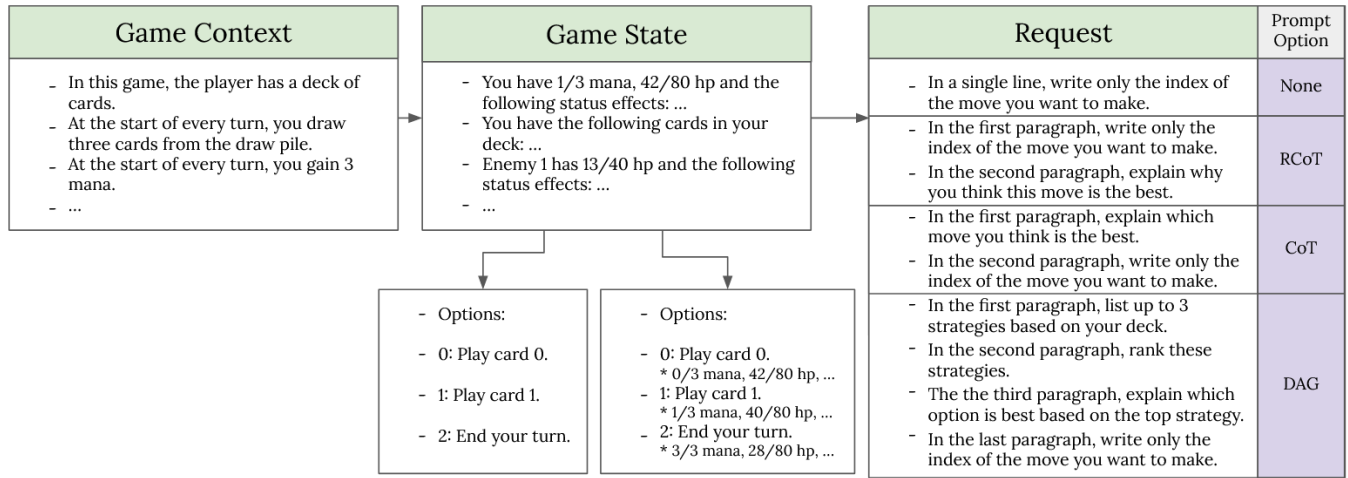 Game Context
- In this game, the player has a deck of
cards.
- At the start of every turn, you draw
three cards from the draw pile.
- At the start of every turn, you gain 3
mana.
- ...
Game State
- You have 1/3 mana, 42/80 hp and the
following status effects: ...
- You have the following cards in your
deck: ...
- Enemy 1 has 13/40 hp and the following
status effects: ...
- ...
- Options:
- 0: Play card 0.
- 1: Play card 1.
- 2: End your turn.
- Options:
- 0: Play card 0.
* 0/3 mana, 42/80 hp, ...
- 1: Play card 1.
* 1/3 mana, 40/80 hp, ...
- 2: End your turn.
* 3/3 mana, 28/80 hp, ...
Request
Prompt
Option
- In a single line, write only the index of
the move you want to make.
None
- In the first paragraph, write only the
index of the move you want to make.
- In the second paragraph, explain why
you think this move is the best.
RCoT
- In the first paragraph, explain which
move you think is the best.
- In the second paragraph, write only the
index of the move you want to make.
CoT
- In the first paragraph, list up to 3
strategies based on your deck.
- In the second paragraph, rank these
strategies.
- The the third paragraph, explain which
option is best based on the top strategy.
- In the last paragraph, write only the
index of the move you want to make.
DAG